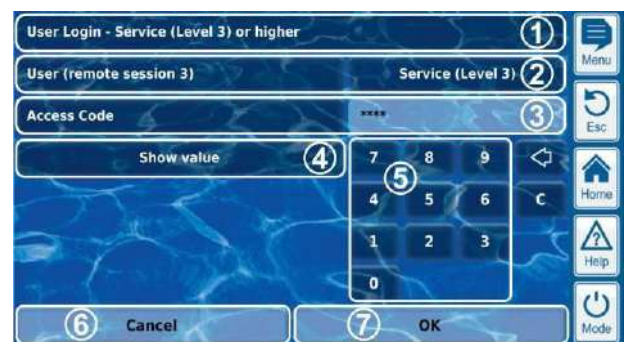 User Login - Service (Level 3) or higher 1
User (remote session 3) Service (Level 3) 2
Access Code **** 3
Show value 4
7 8 9
5
4 5 6 C
1 2 3
0
6 Cancel
7 OK
Menu
Esc
Home
Help
Mode